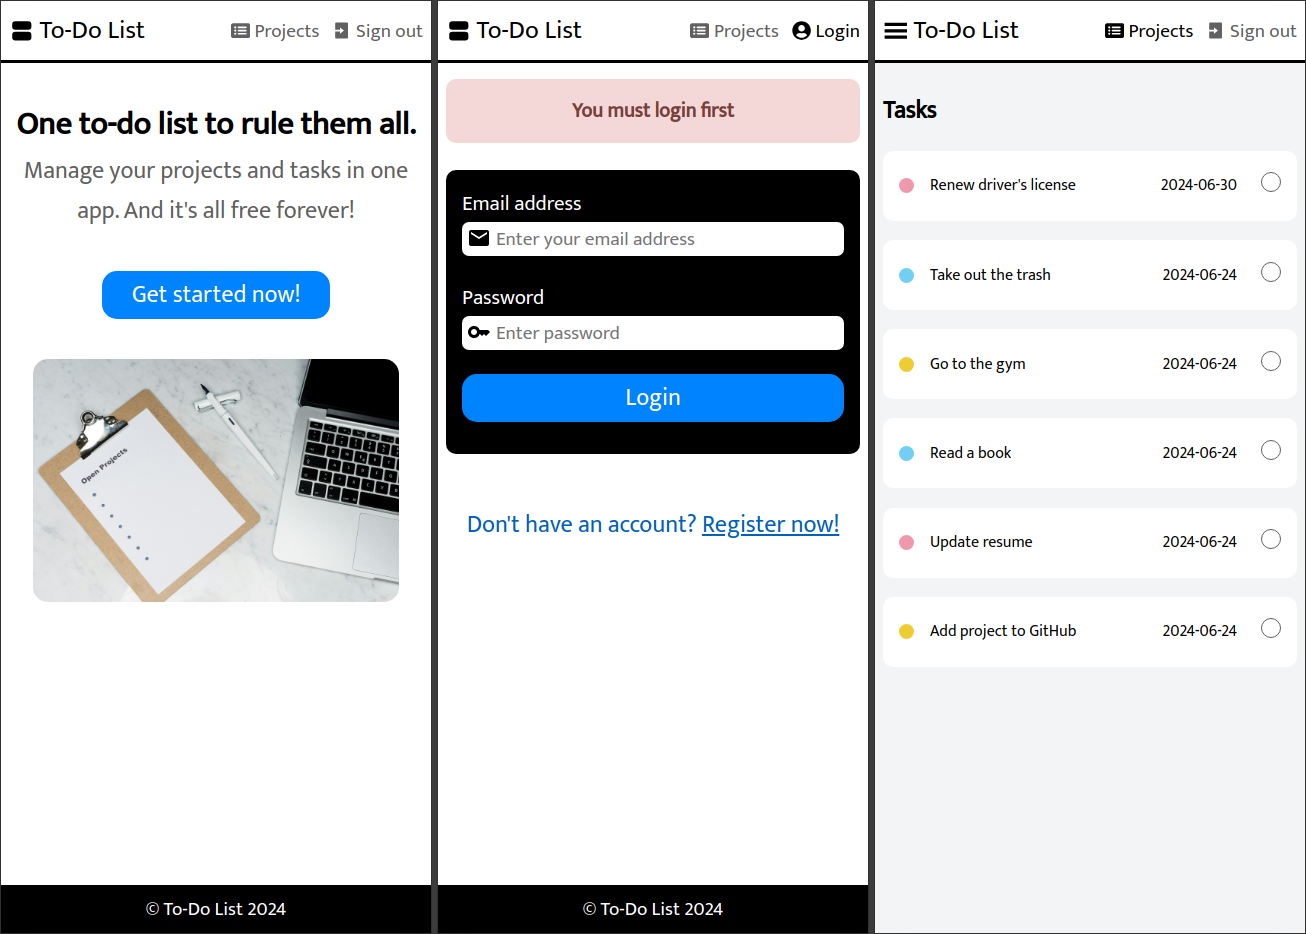 To-Do List
Projects
Sign out
One to-do list to rule them all.
Manage your projects and tasks in one
app. And it's all free forever!
Get started now!
Open Projects
© To-Do List 2024
To-Do List
Projects
Login
You must login first
Email address
Enter your email address
Password
Enter password
Login
Don't have an account? Register now!
© To-Do List 2024
To-Do List
Projects
Sign out
Tasks
Renew driver's license 2024-06-30
Take out the trash 2024-06-24
Go to the gym 2024-06-24
Read a book 2024-06-24
Update resume 2024-06-24
Add project to GitHub 2024-06-24